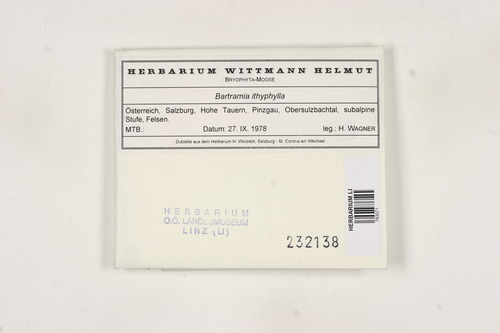 HERBARIUM WITTMANN HELMUT
BRYOPHYTA-MOOSE
Bartramia ithyphylla
Österreich, Salzburg, Hohe Tauern, Pinzgau, Obersulzbachtal, subalpine
Stufe, Felsen.
MTB.: Datum: 27. IX. 1978 leg.: H. WAGNER
Dublette aus dem Herbarium H. WAGNER, Salzburg - St. Corona am Wechsel
HERBARIUM
O.Ö. LANDESMUSEUM
LINZ (LI)
232138
HERBARIUM LI